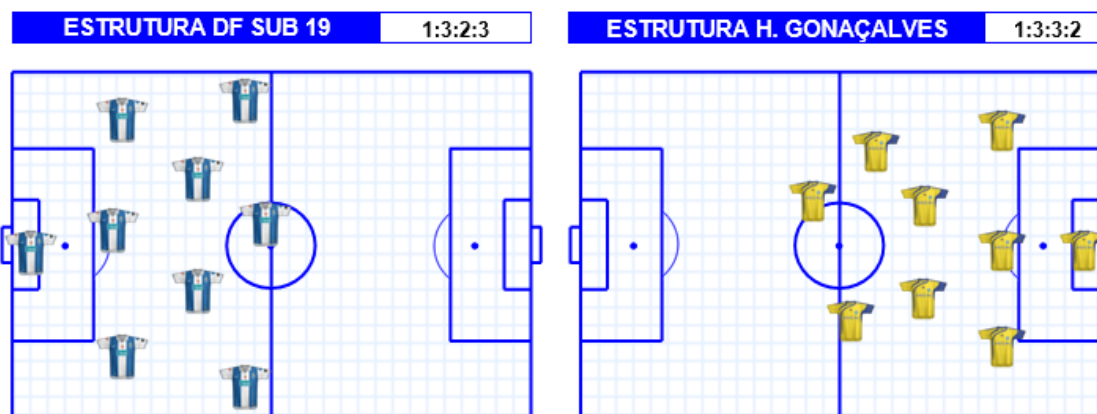 ESTRUTURA DF SUB 19
1:3:2:3
ESTRUTURA H. GONAÇALVES
1:3:3:2